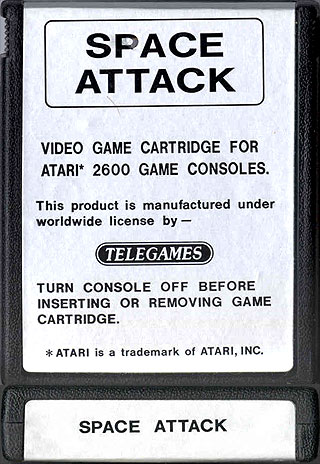 SPACE
ATTACK
VIDEO GAME CARTRIDGE FOR
ATARI* 2600 GAME CONSOLES.
This product is manufactured under
worldwide license by —
TELEGAMES
TURN CONSOLE OFF BEFORE
INSERTING OR REMOVING GAME
CARTRIDGE.
* ATARI is a trademark of ATARI, INC.
SPACE ATTACK